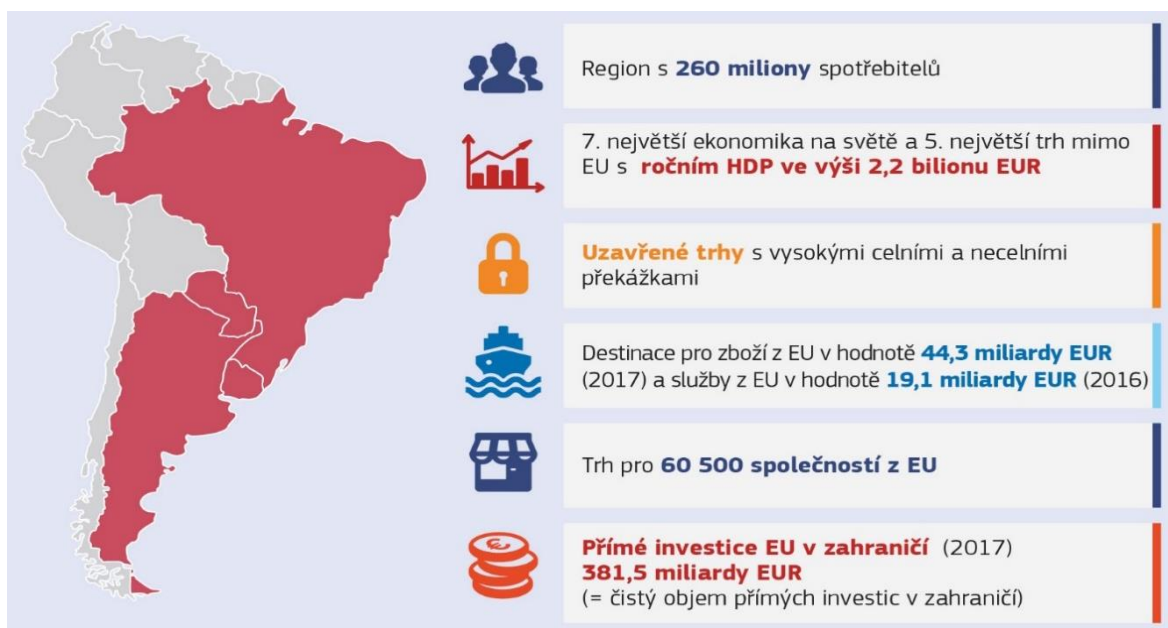 Region s 260 miliony spotřebitelů
7. největší ekonomika na světě a 5. největší trh mimo
EU s ročním HDP ve výši 2,2 bilionu EUR
Uzavřené trhy s vysokými celními a necelními
překážkami
Destinace pro zboží z EU v hodnotě 44,3 miliardy EUR
(2017) a služby z EU v hodnotě 19,1 miliardy EUR (2016)
Trh pro 60 500 společností z EU
Přímé investice EU v zahraničí (2017)
381,5 miliardy EUR
(= čistý objem přímých investic v zahraničí)